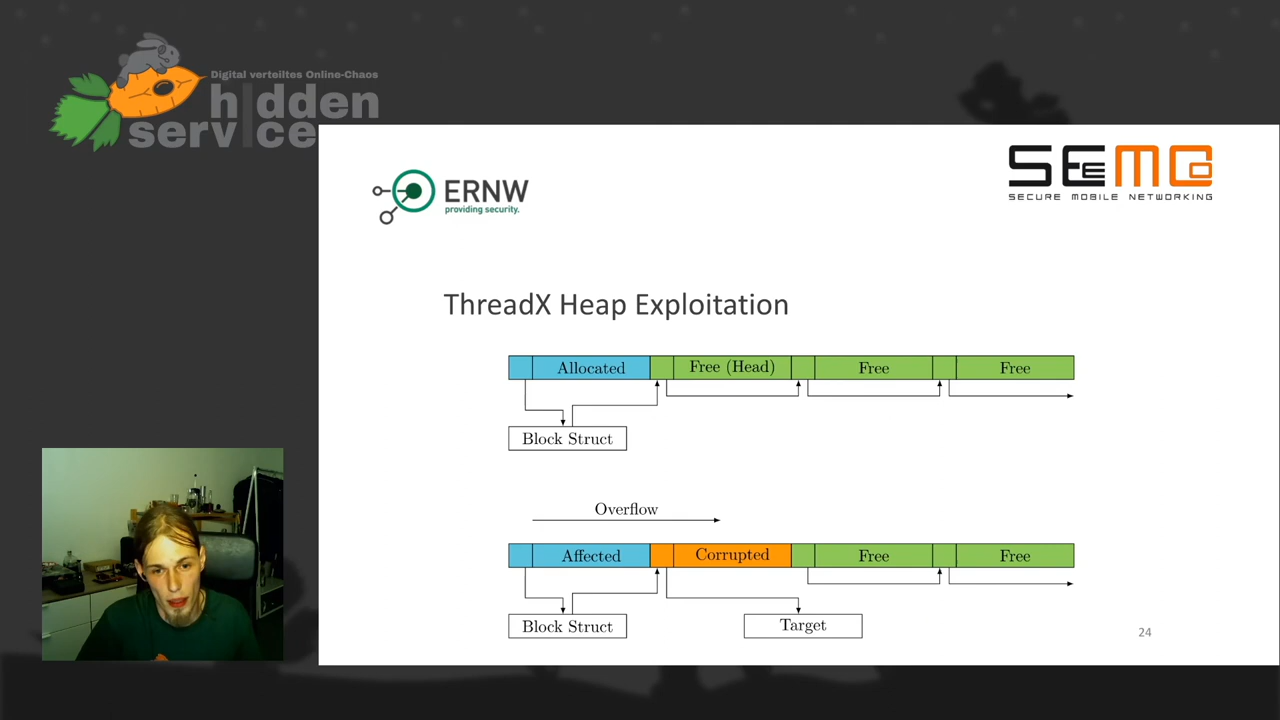 Digital verteiltes Online-Chaos
hidden
service
ERNW
providing security.
SEEMOO
SECURE MOBILE NETWORKING
ThreadX Heap Exploitation
Allocated
Free (Head)
Free
Free
Block Struct
Overflow
Affected
Corrupted
Free
Free
Block Struct
Target
24